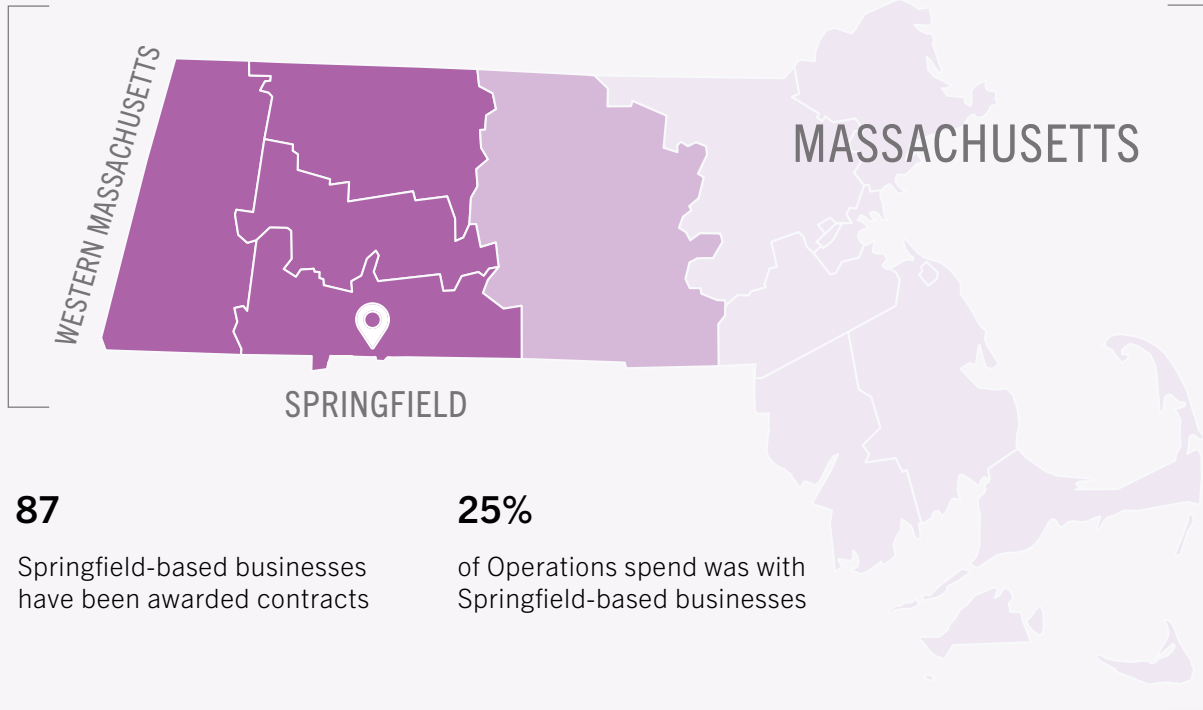 WESTERN MASSACHUSETTS
MASSACHUSETTS
SPRINGFIELD
87
Springfield-based businesses
have been awarded contracts
25%
of Operations spend was with
Springfield-based businesses